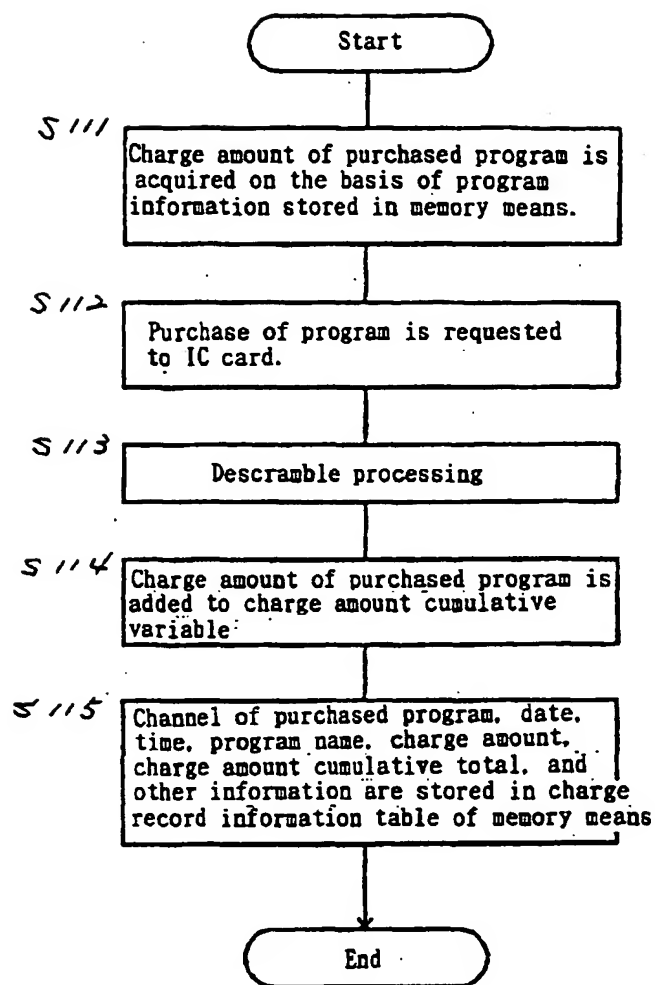 Start
S111
Charge amount of purchased program is
acquired on the basis of program
information stored in memory means.
S112
Purchase of program is requested
to IC card.
S113
Descramble processing
S114
Charge amount of purchased program is
added to charge amount cumulative
variable
S115
Channel of purchased program, date,
time, program name, charge amount,
charge amount cumulative total, and
other information are stored in charge
record information table of memory means
End